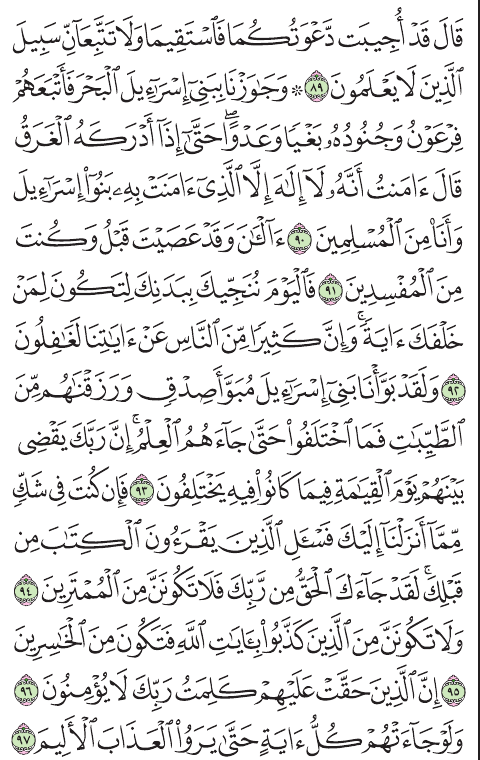 قَالَ قَدْ أُجِيبَت دَّعْوَتُكُمَا فَٱسْتَقِيمَا وَلَا تَتَّبِعَآنِّ سَبِيلَ
ٱلَّذِينَ لَا يَعْلَمُونَ ٨٩ ۞ وَجَٰوَزْنَا بِبَنِىٓ إِسْرَٰٓءِيلَ ٱلْبَحْرَ فَأَتْبَعَهُمْ
فِرْعَوْنُ وَجُنُودُهُۥ بَغْيًا وَعَدْوًا ۖ حَتَّىٰٓ إِذَآ أَدْرَكَهُ ٱلْغَرَقُ
قَالَ ءَامَنتُ أَنَّهُۥ لَآ إِلَٰهَ إِلَّا ٱلَّذِىٓ ءَامَنَتْ بِهِۦ بَنُوٓا۟ إِسْرَٰٓءِيلَ
وَأَنَا۠ مِنَ ٱلْمُسْلِمِينَ ٩٠ ءَآلْـَٰٔنَ وَقَدْ عَصَيْتَ قَبْلُ وَكُنتَ
مِنَ ٱلْمُفْسِدِينَ ٩١ فَٱلْيَوْمَ نُنَجِّيكَ بِبَدَنِكَ لِتَكُونَ لِمَنْ
خَلْفَكَ ءَايَةً ۚ وَإِنَّ كَثِيرًا مِّنَ ٱلنَّاسِ عَنْ ءَايَٰتِنَا لَغَٰفِلُونَ
٩٢ وَلَقَدْ بَوَّأْنَا بَنِىٓ إِسْرَٰٓءِيلَ مُبَوَّأَ صِدْقٍ وَرَزَقْنَٰهُم مِّنَ
ٱلطَّيِّبَٰتِ فَمَا ٱخْتَلَفُوا۟ حَتَّىٰ جَآءَهُمُ ٱلْعِلْمُ ۚ إِنَّ رَبَّكَ يَقْضِى
بَيْنَهُمْ يَوْمَ ٱلْقِيَٰمَةِ فِيمَا كَانُوا۟ فِيهِ يَخْتَلِفُونَ ٩٣ فَإِن كُنتَ فِى شَكٍّ
مِّمَّآ أَنزَلْنَآ إِلَيْكَ فَسْـَٔلِ ٱلَّذِينَ يَقْرَءُونَ ٱلْكِتَٰبَ مِن
قَبْلِكَ ۚ لَقَدْ جَآءَكَ ٱلْحَقُّ مِن رَّبِّكَ فَلَا تَكُونَنَّ مِنَ ٱلْمُمْتَرِينَ ٩٤
وَلَا تَكُونَنَّ مِنَ ٱلَّذِينَ كَذَّبُوا۟ بِـَٔايَٰتِ ٱللَّهِ فَتَكُونَ مِنَ ٱلْخَٰسِرِينَ
٩٥ إِنَّ ٱلَّذِينَ حَقَّتْ عَلَيْهِمْ كَلِمَتُ رَبِّكَ لَا يُؤْمِنُونَ ٩٦
وَلَوْ جَآءَتْهُمْ كُلُّ ءَايَةٍ حَتَّىٰ يَرَوُا۟ ٱلْعَذَابَ ٱلْأَلِيمَ ٩٧